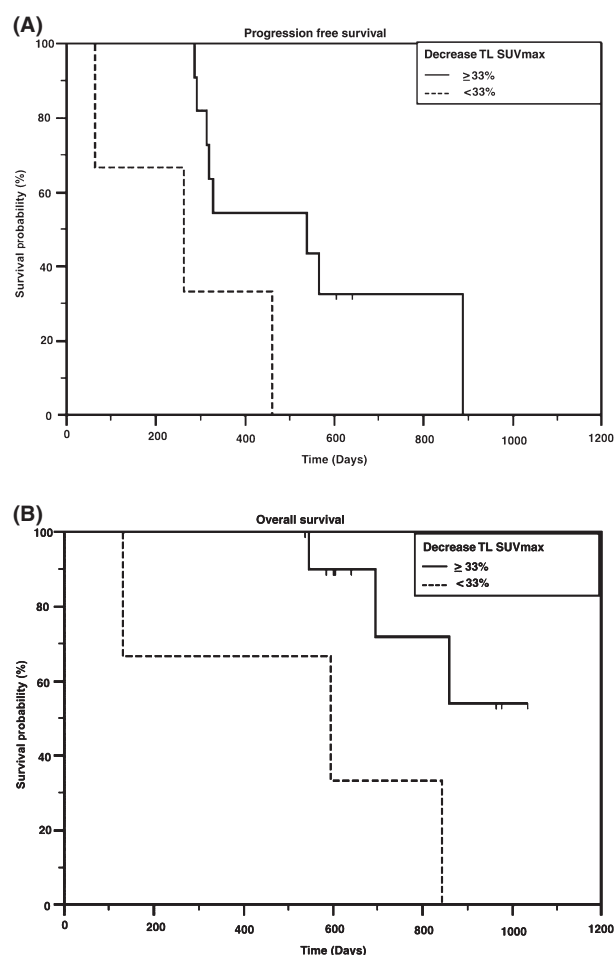 (A)
Progression free survival
Decrease TL SUVmax
≥33%
<33%
100
80
60
40
20
0
Survival probability (%)
0 200 400 600 800 1000 1200
Time (Days)
(B)
Overall survival
Decrease TL SUVmax
≥ 33%
<33%
100
80
60
40
20
0
Survival probability (%)
0 200 400 600 800 1000 1200
Time (Days)